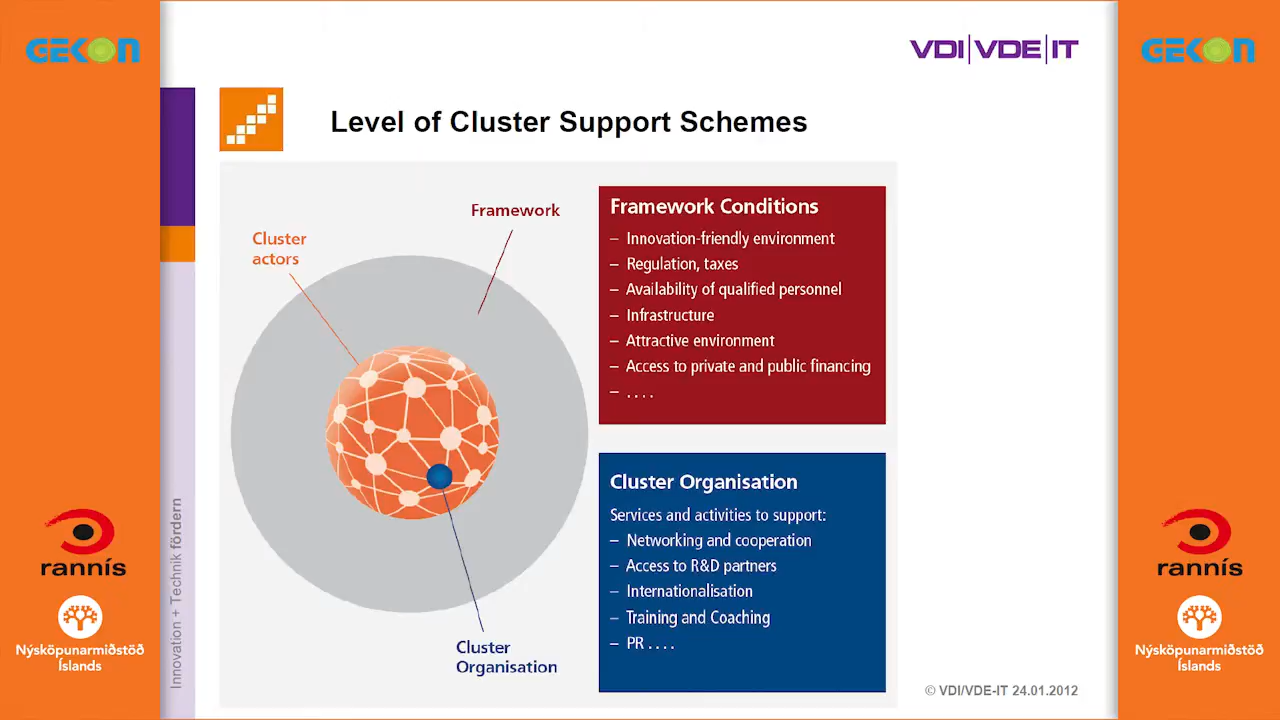 GEKON
VDI|VDE|IT
GEKON
Level of Cluster Support Schemes
Framework
Cluster
actors
Cluster
Organisation
Framework Conditions
– Innovation-friendly environment
– Regulation, taxes
– Availability of qualified personnel
– Infrastructure
– Attractive environment
– Access to private and public financing
– . . . .
Cluster Organisation
Services and activities to support:
– Networking and cooperation
– Access to R&D partners
– Internationalisation
– Training and Coaching
– PR . . . .
Innovation + Technik fördern
© VDI/VDE-IT 24.01.2012
rannís
Nýsköpunarmiðstöð
Íslands
rannís
Nýsköpunarmiðstöð
Íslands